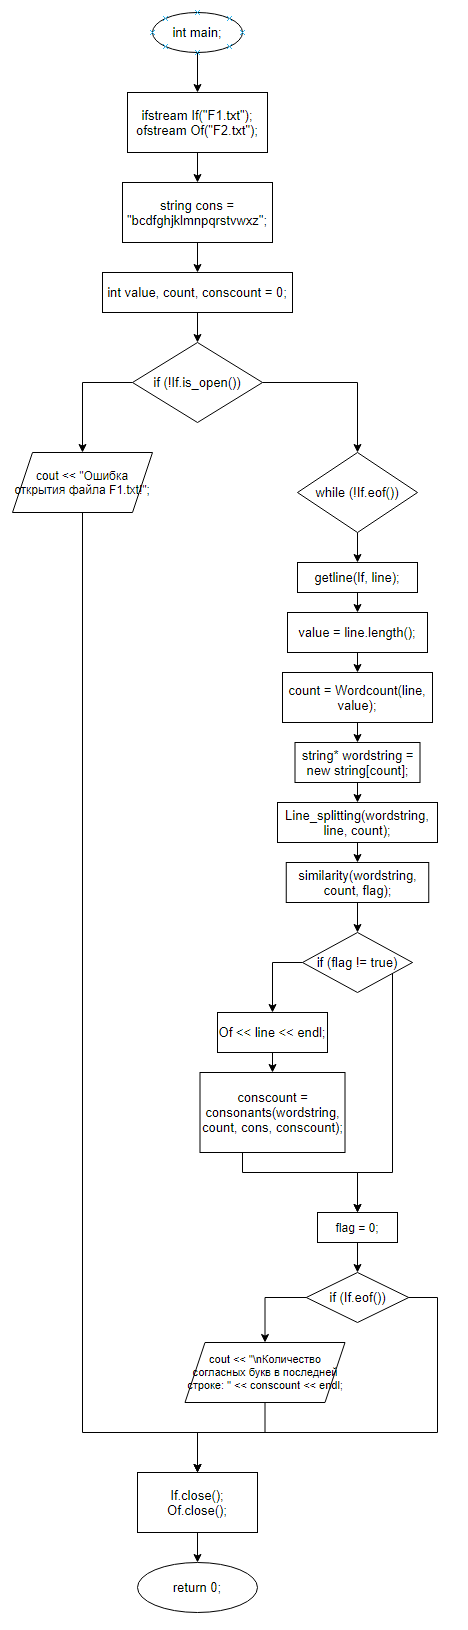 int main;
ifstream If("F1.txt");
ofstream Of("F2.txt");
string cons =
"bcdfghjklmnpqrstvwxz";
int value, count, conscount = 0;
if (!If.is_open())
cout << "Ошибка
открытия файла F1.txt!";
while (!If.eof())
getline(If, line);
value = line.length();
count = Wordcount(line,
value);
string* wordstring =
new string[count];
Line_splitting(wordstring,
line, count);
similarity(wordstring,
count, flag);
if (flag != true)
Of << line << endl;
conscount =
consonants(wordstring,
count, cons, conscount);
flag = 0;
if (If.eof())
cout << "\nКоличество
согласных букв в последней
строке: " << conscount << endl;
If.close();
Of.close();
return 0;